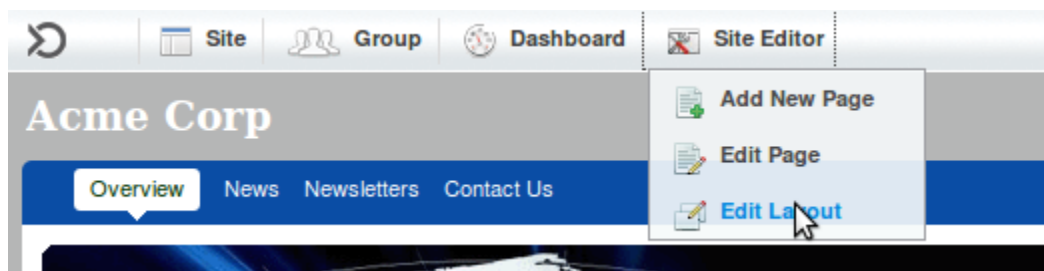 Site Group Dashboard Site Editor
Add New Page
Acme Corp
Edit Page
Overview News Newsletters Contact Us
Edit Layout